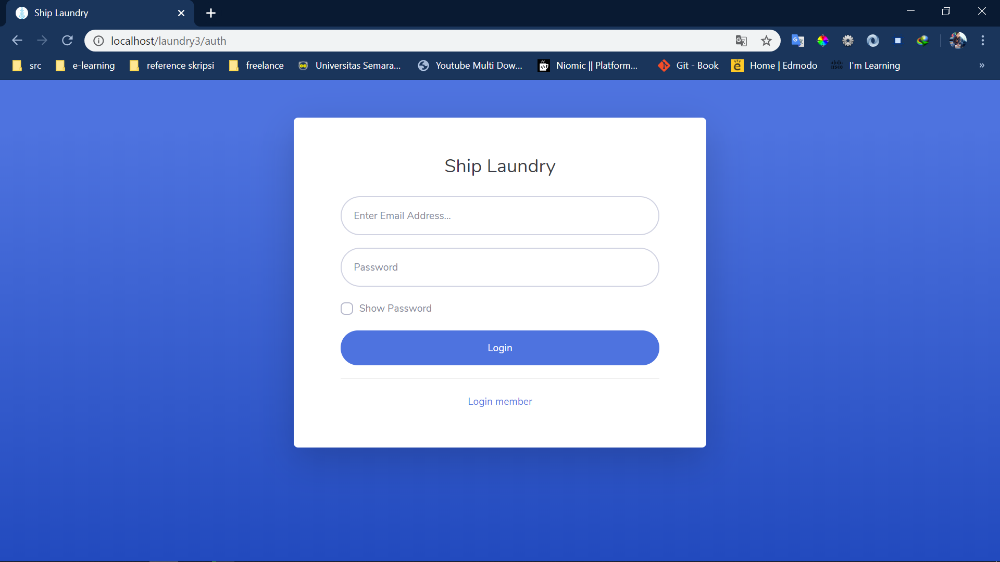 Ship Laundry
localhost/laundry3/auth
src e-learning reference skripsi freelance Universitas Semara... Youtube Multi Dow... Niomic || Platform... Git - Book Home | Edmodo I'm Learning »
Ship Laundry
Enter Email Address...
Password
Show Password
Login
Login member